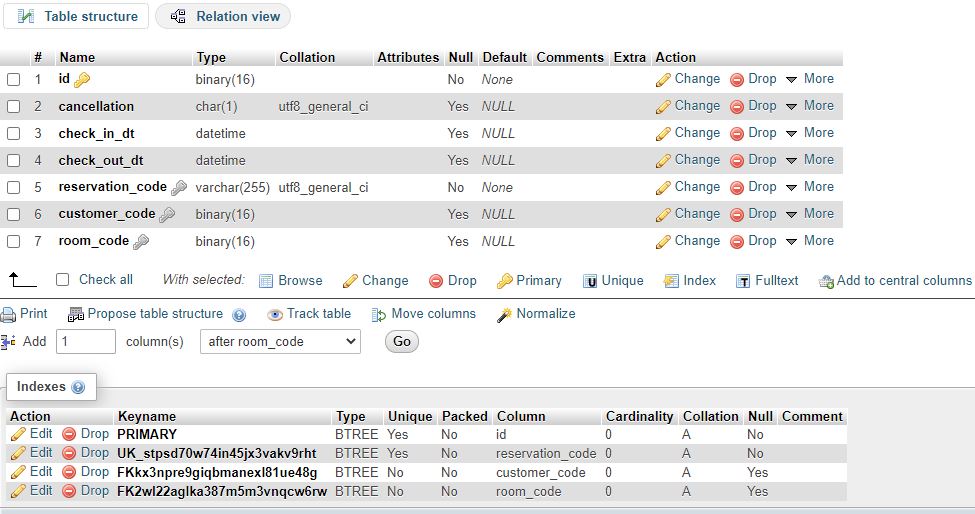 Table structure Relation view
# Name Type Collation Attributes Null Default Comments Extra Action
1 id binary(16) No None Change Drop More
2 cancellation char(1) utf8_general_ci Yes NULL Change Drop More
3 check_in_dt datetime Yes NULL Change Drop More
4 check_out_dt datetime Yes NULL Change Drop More
5 reservation_code varchar(255) utf8_general_ci No None Change Drop More
6 customer_code binary(16) Yes NULL Change Drop More
7 room_code binary(16) Yes NULL Change Drop More
Check all With selected: Browse Change Drop Primary Unique Index Fulltext Add to central columns
Print Propose table structure Track table Move columns Normalize
Add 1 column(s) after room_code Go
Indexes
Action Keyname Type Unique Packed Column Cardinality Collation Null Comment
Edit Drop PRIMARY BTREE Yes No id 0 A No
Edit Drop UK_stpsd70w74in45jx3vakv9rht BTREE Yes No reservation_code 0 A No
Edit Drop FKkx3npre9giqbmanexl81ue48g BTREE No No customer_code 0 A Yes
Edit Drop FK2wl22aglka387m5m3vnqcw6rw BTREE No No room_code 0 A Yes